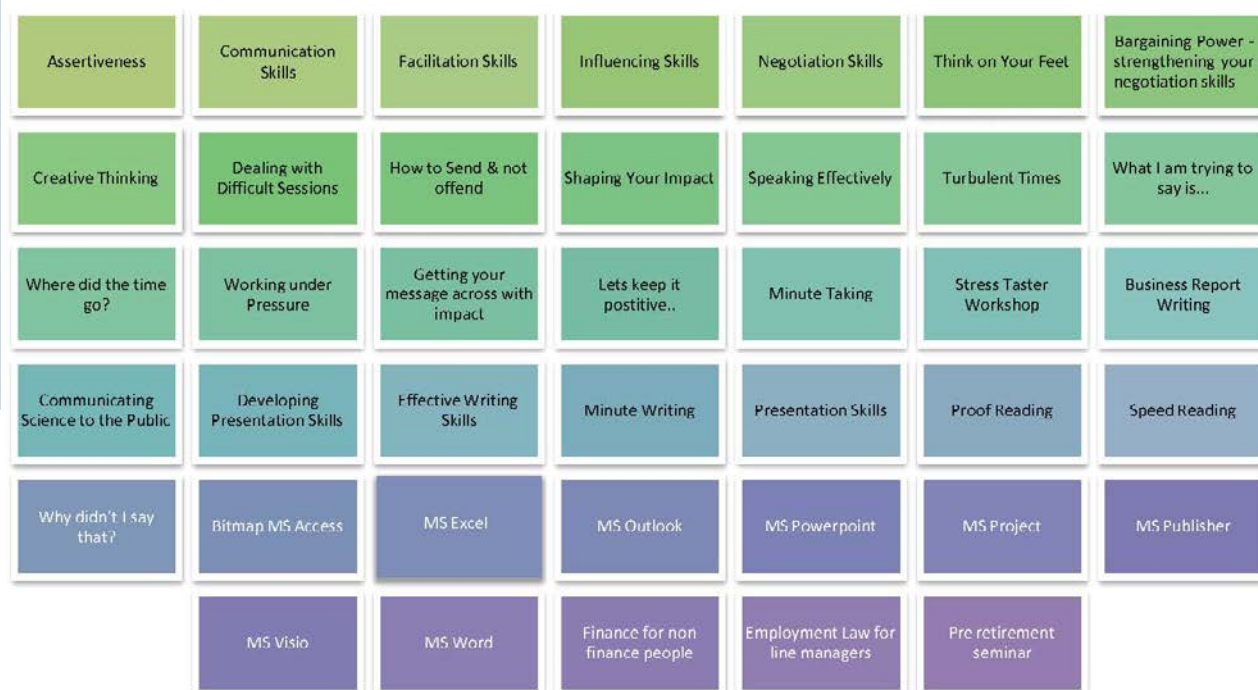 Assertiveness
Communication
Skills
Facilitation Skills
Influencing Skills
Negotiation Skills
Think on Your Feet
Bargaining Power -
strengthening your
negotiation skills
Creative Thinking
Dealing with
Difficult Sessions
How to Send & not
offend
Shaping Your Impact
Speaking Effectively
Turbulent Times
What I am trying to
say is...
Where did the time
go?
Working under
Pressure
Getting your
message across with
impact
Lets keep it
postitive..
Minute Taking
Stress Taster
Workshop
Business Report
Writing
Communicating
Science to the Public
Developing
Presentation Skills
Effective Writing
Skills
Minute Writing
Presentation Skills
Proof Reading
Speed Reading
Why didn't I say
that?
Bitmap MS Access
MS Excel
MS Outlook
MS Powerpoint
MS Project
MS Publisher
MS Visio
MS Word
Finance for non
finance people
Employment Law for
line managers
Pre retirement
seminar